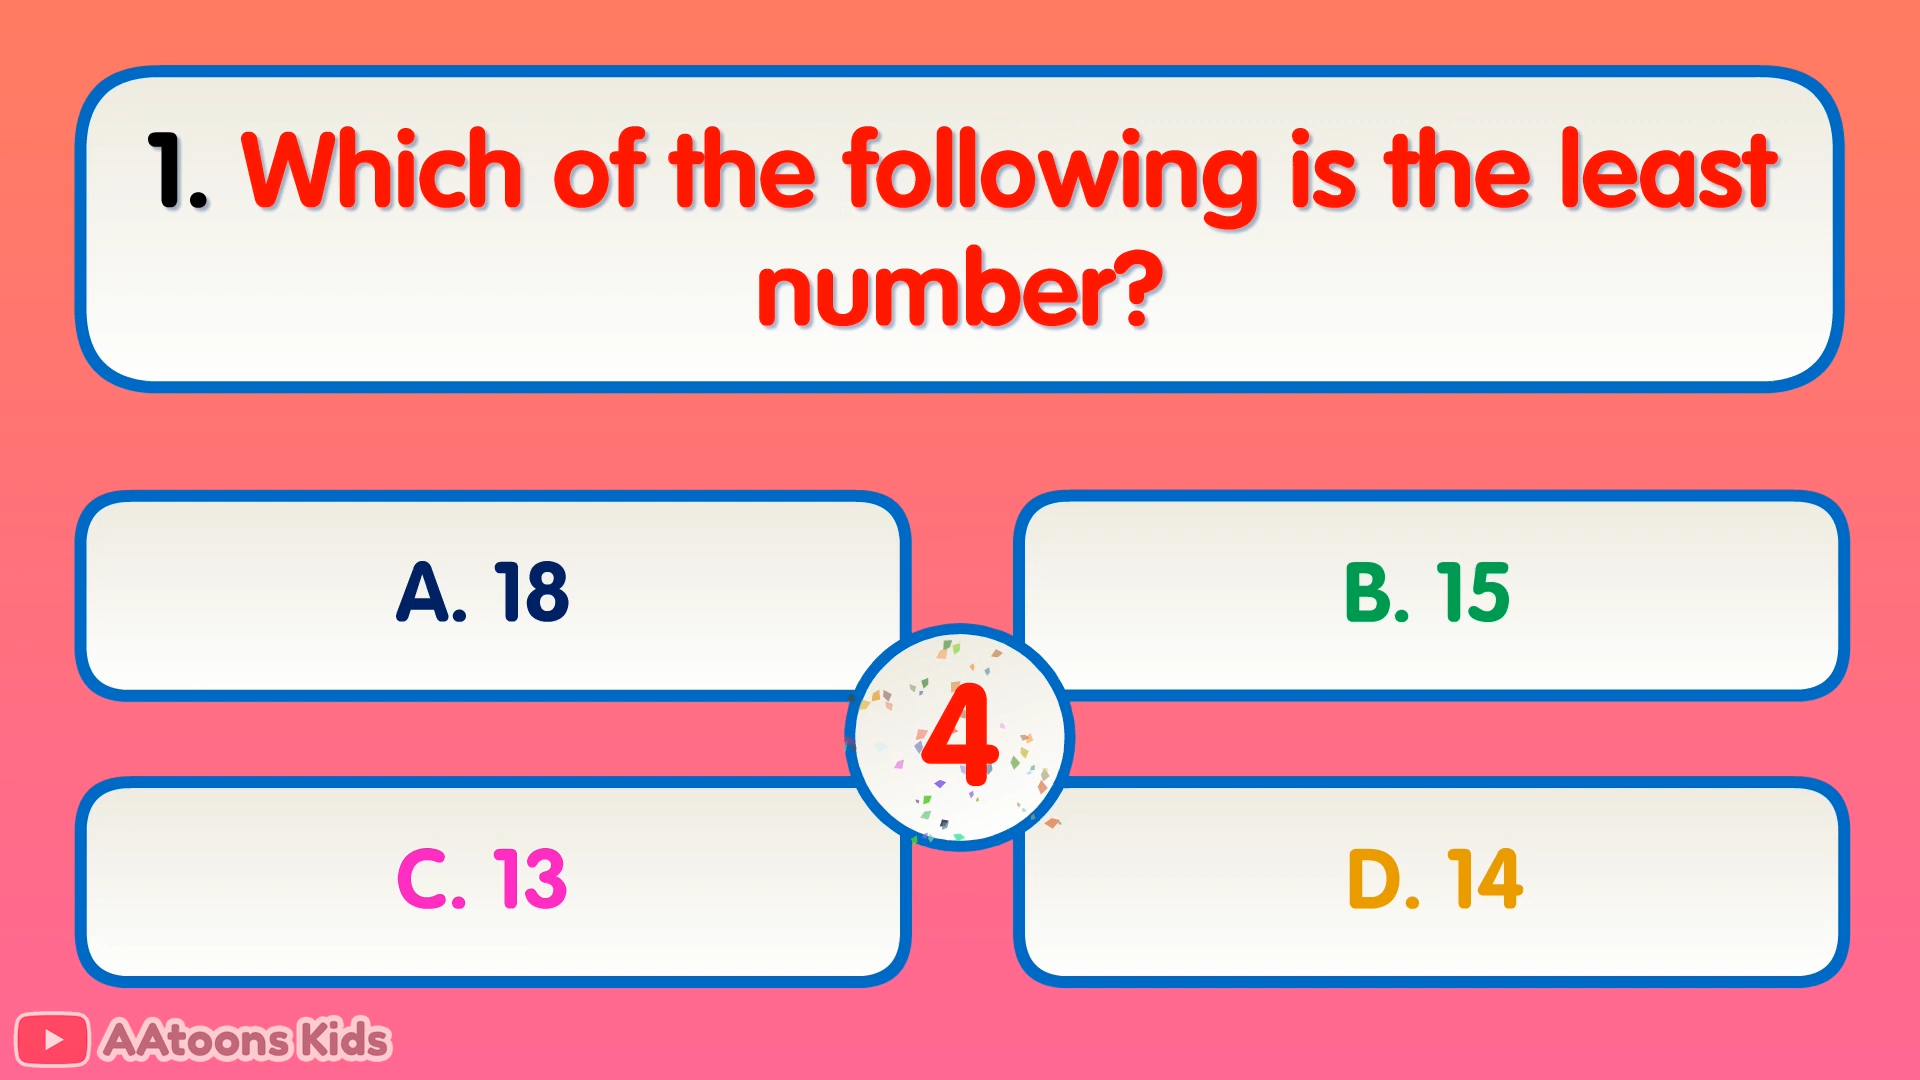 1. Which of the following is the least
number?
A. 18
B. 15
4
C. 13
D. 14
AAtoons Kids